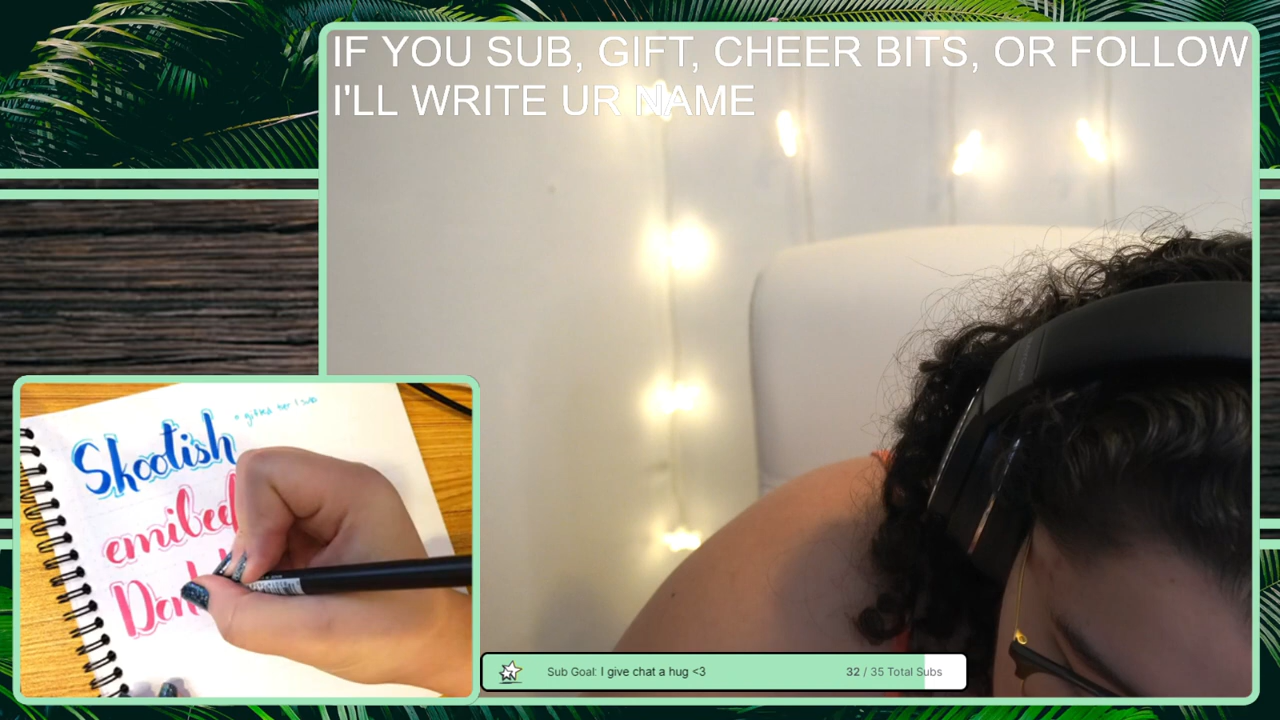 IF YOU SUB, GIFT, CHEER BITS, OR FOLLOW
I'LL WRITE UR NAME
Skootish
Sub Goal: I give chat a hug <3
32 / 35 Total Subs